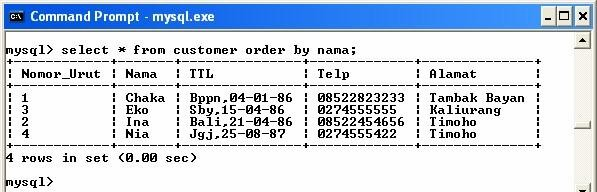 Command Prompt - mysql.exe
mysql> select * from customer order by nama;
Nomor_Urut | Nama | TTL | Telp | Alamat
1 | Chaka | Bppn,04-01-86 | 08522823233 | Tambak Bayan
3 | Eko | Sby,15-04-86 | 0274555555 | Kaliurang
2 | Ina | Bali,21-04-86 | 08522454656 | Timoho
4 | Nia | Jgj,25-08-87 | 0274555422 | Timoho
4 rows in set (0.00 sec)
mysql>